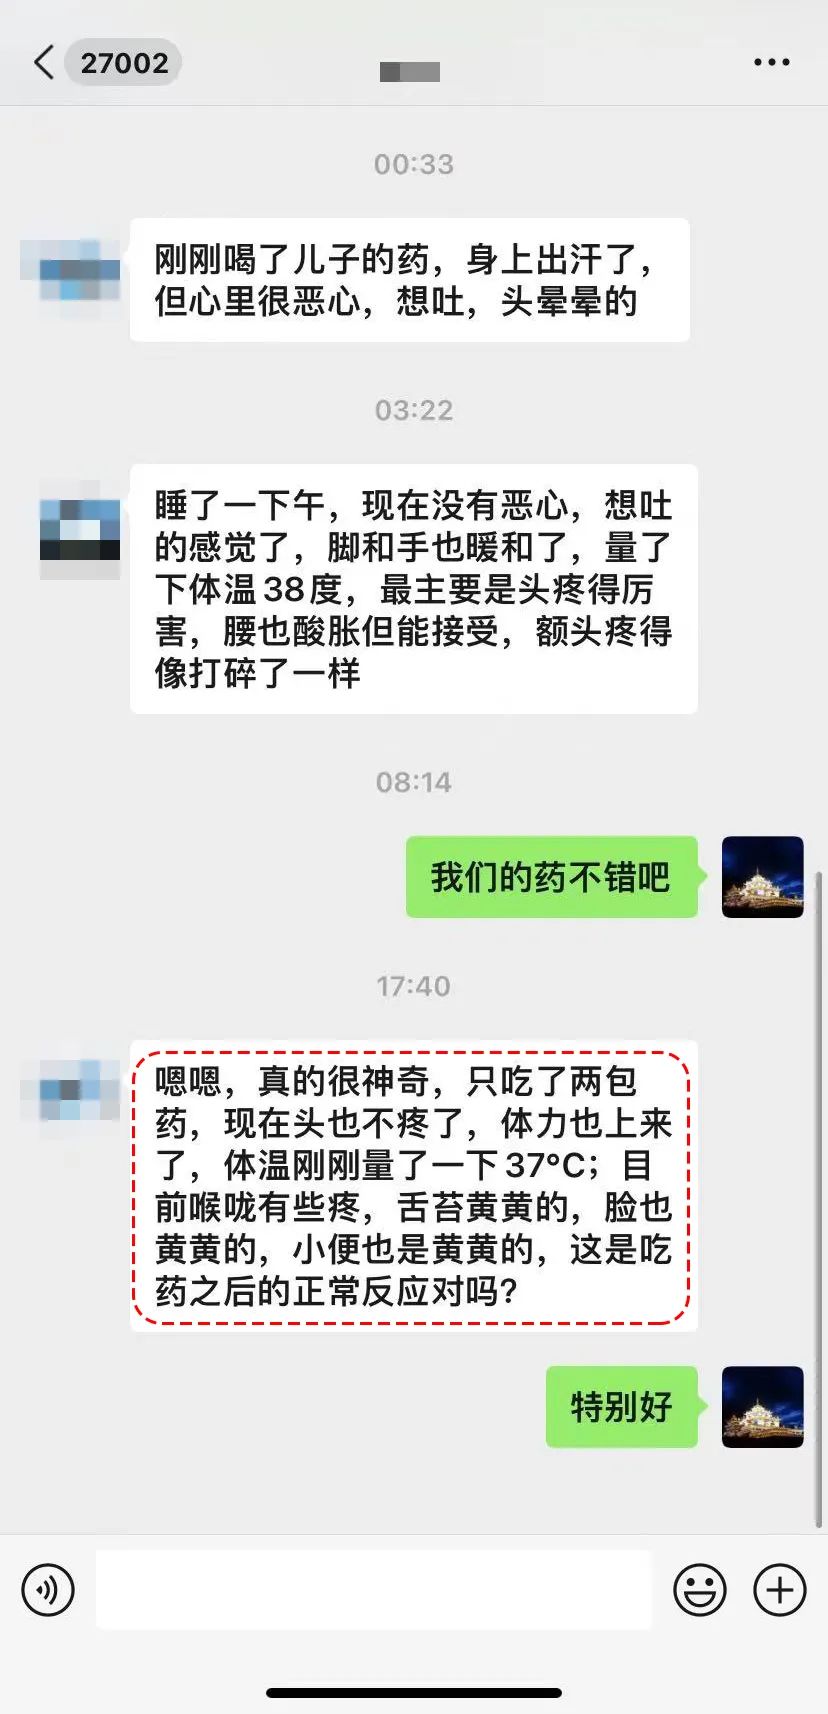 27002
00:33
刚刚喝了儿子的药，身上出汗了，
但心里很恶心，想吐，头晕晕的
03:22
睡了一下午，现在没有恶心，想吐
的感觉了，脚和手也暖和了，量了
下体温38度，最主要是头疼得厉
害，腰也酸胀但能接受，额头疼得
像打碎了一样
08:14
我们的药不错吧
17:40
嗯嗯，真的很神奇，只吃了两包
药，现在头也不疼了，体力也上来
了，体温刚刚量了一下37°C；目
前喉咙有些疼，舌苔黄黄的，脸也
黄黄的，小便也是黄黄的，这是吃
药之后的正常反应对吗？
特别好